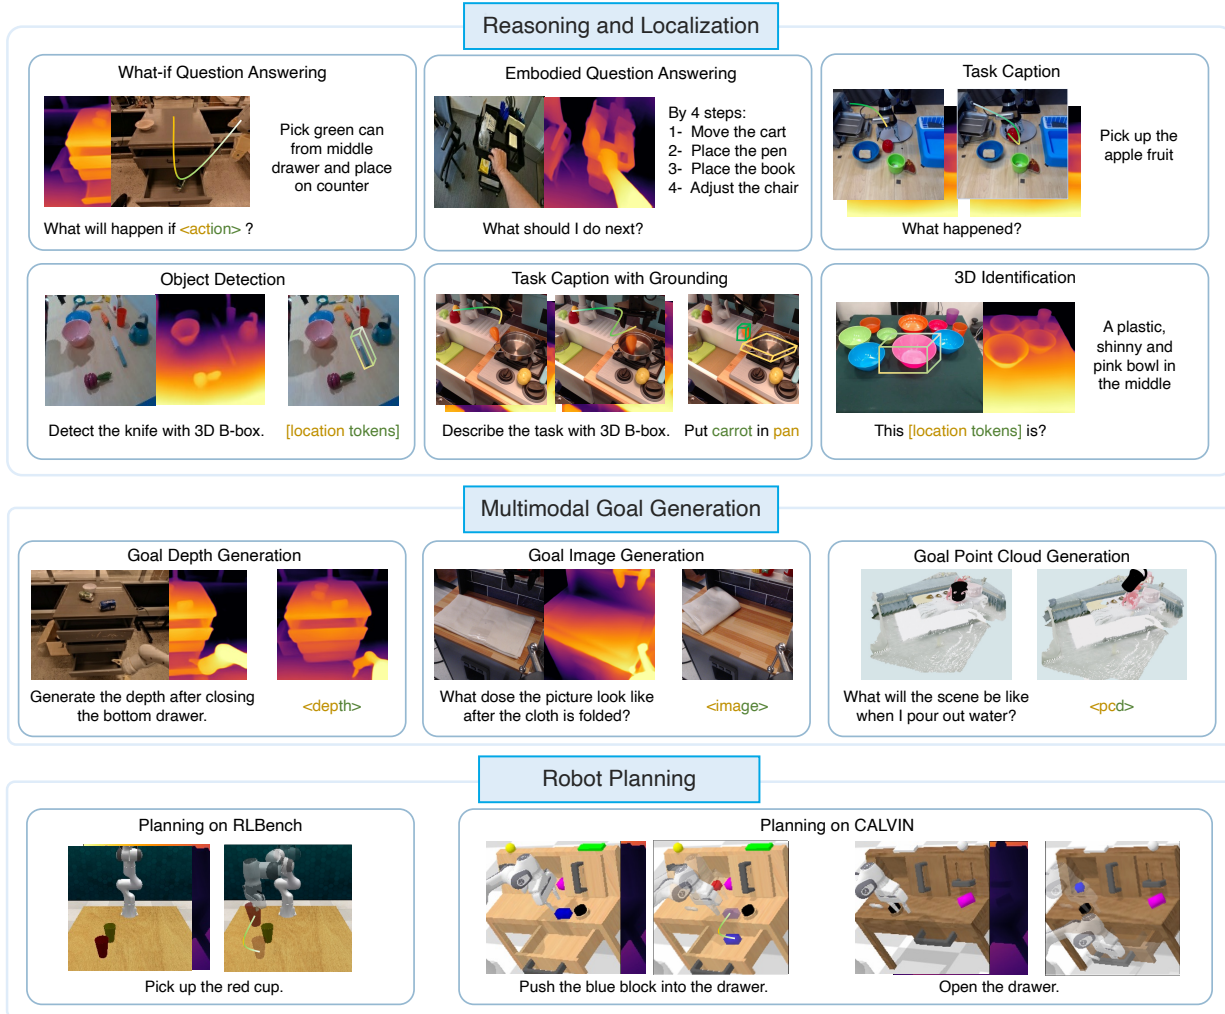 Reasoning and Localization
What-if Question Answering
Pick green can
from middle
drawer and place
on counter
What will happen if <action> ?
Embodied Question Answering
By 4 steps:
1- Move the cart
2- Place the pen
3- Place the book
4- Adjust the chair
What should I do next?
Task Caption
Pick up the
apple fruit
What happened?
Object Detection
Detect the knife with 3D B-box.
[location tokens]
Task Caption with Grounding
Describe the task with 3D B-box.
Put carrot in pan
3D Identification
A plastic,
shinny and
pink bowl in
the middle
This [location tokens] is?
Multimodal Goal Generation
Goal Depth Generation
Generate the depth after closing
the bottom drawer.
<depth>
Goal Image Generation
What dose the picture look like
after the cloth is folded?
<image>
Goal Point Cloud Generation
What will the scene be like
when I pour out water?
<pcd>
Robot Planning
Planning on RLBench
Pick up the red cup.
Planning on CALVIN
Push the blue block into the drawer.
Open the drawer.